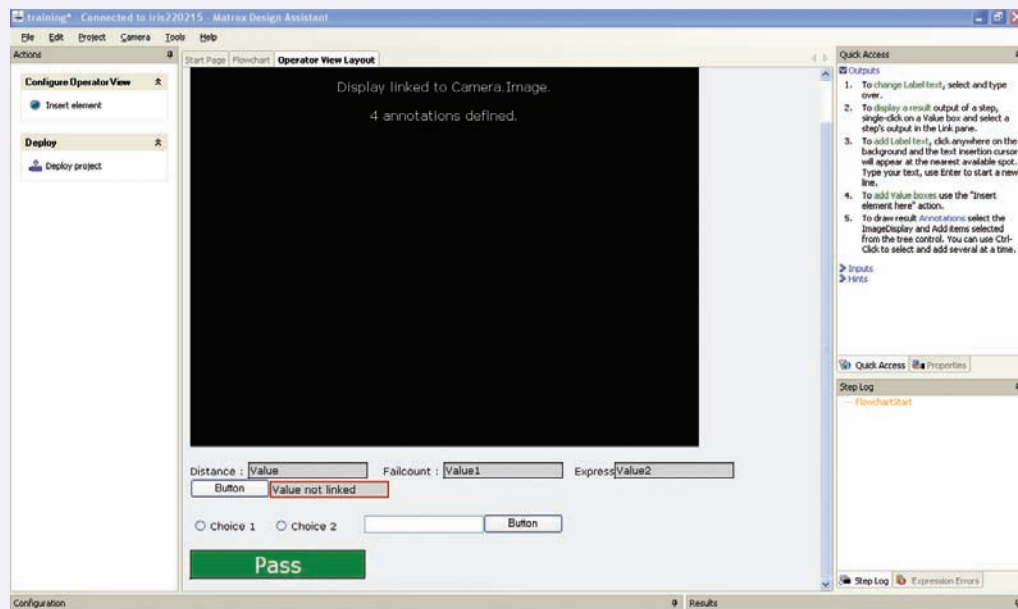 training* - Connected to iris220215 - Matrox Design Assistant
File Edit Project Camera Tools Help
Actions
Configure Operator View
Insert element
Deploy
Deploy project
Start Page Flowchart Operator View Layout
Display linked to Camera.Image.
4 annotations defined.
Distance : Value Failcount : Value1 Express Value2
Button Value not linked
Choice 1 Choice 2 Button
Pass
Quick Access
Outputs
1. To change Label text, select and type
over.
2. To display a result output of a step,
single-click on a Value box and select a
step's output in the Link pane.
3. To add Label text, click anywhere on the
background and the text insertion cursor
will appear at the nearest available spot.
Type your text, use Enter to start a new
line.
4. To add Value boxes use the "Insert
element here" action.
5. To draw result Annotations select the
ImageDisplay and Add items selected
from the tree control. You can use Ctrl-
Click to select and add several at a time.
Inputs
Hints
Quick Access Properties
Step Log
FlowchartStart
Step Log Expression Errors
Configuration Results